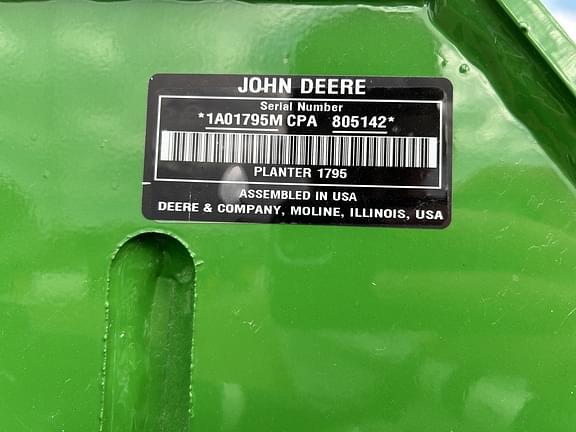 JOHN DEERE
Serial Number
*1A01795M CPA 805142*
PLANTER 1795
ASSEMBLED IN USA
DEERE & COMPANY, MOLINE, ILLINOIS, USA